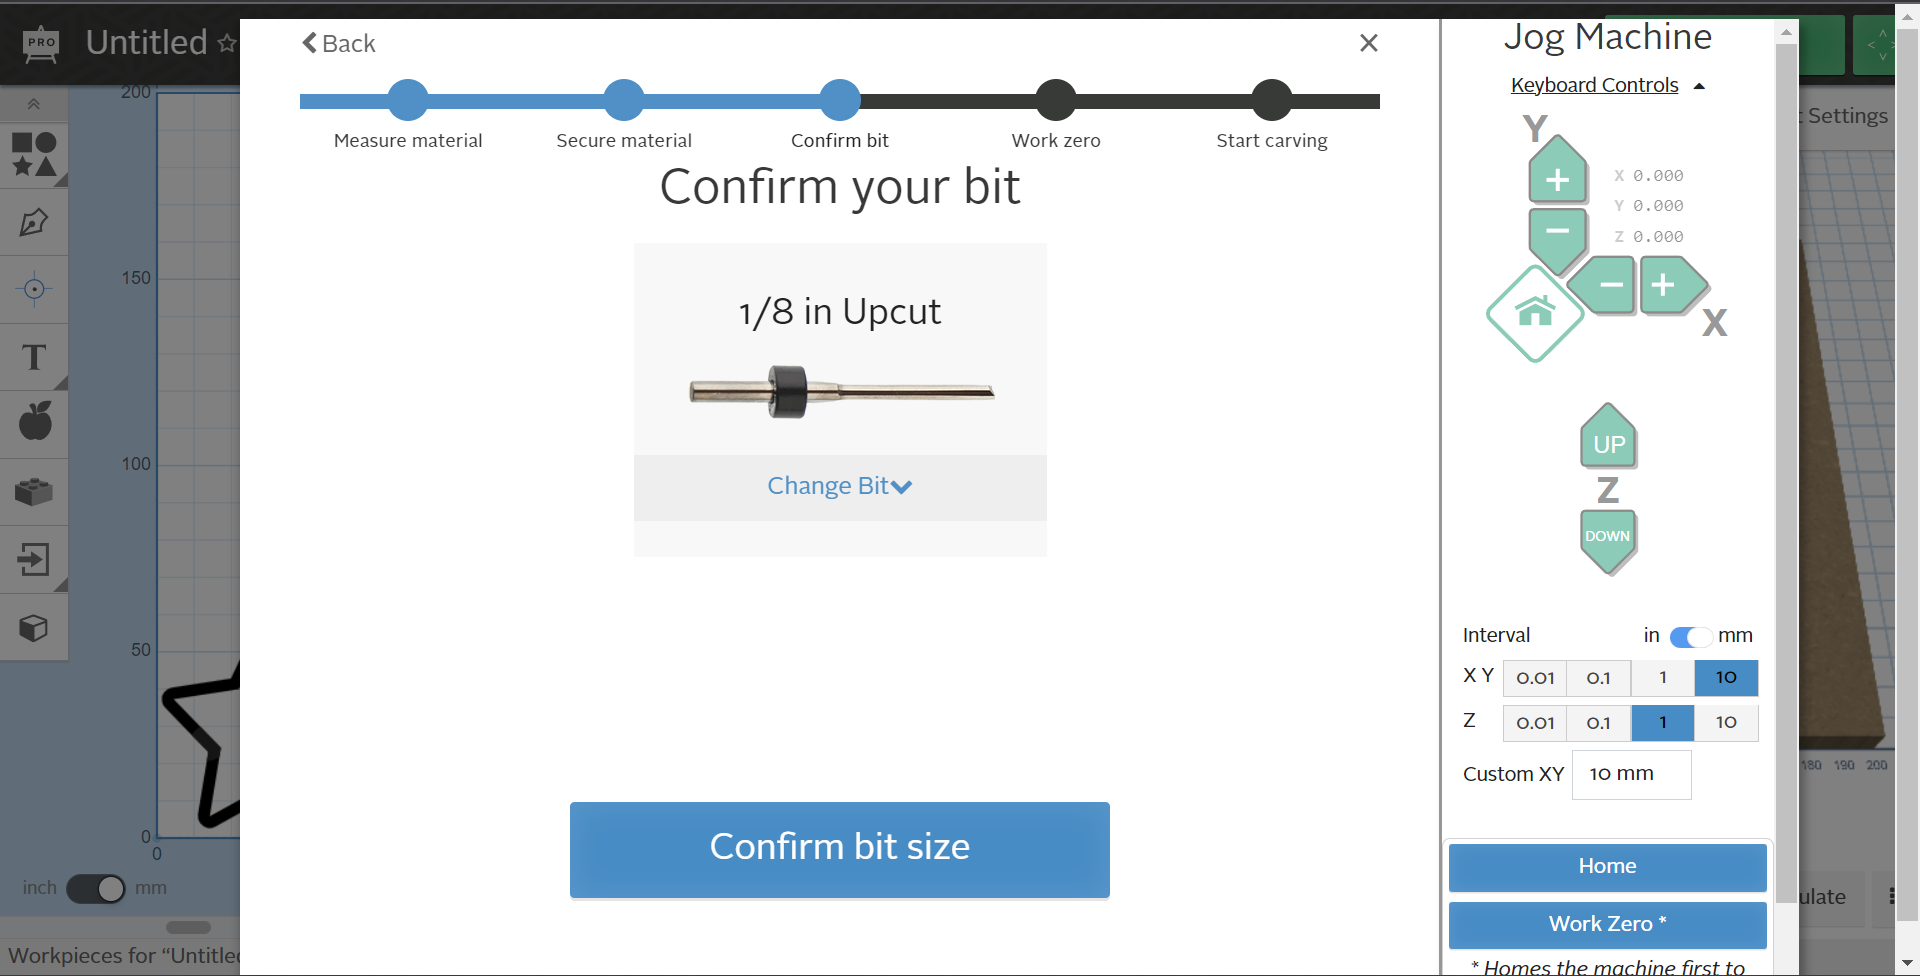 PRO
Untitled
Back
Measure material
Secure material
Confirm bit
Work zero
Start carving
Confirm your bit
1/8 in Upcut
Change Bit
Confirm bit size
200
150
100
50
0
0
inch mm
Workpieces for “Untitled
T
Jog Machine
Keyboard Controls
Y
X 0.000
Y 0.000
Z 0.000
X
UP
Z
DOWN
Interval in mm
X Y 0.01 0.1 1 10
Z 0.01 0.1 1 10
Custom XY 10 mm
Home
Work Zero *
* Homes the machine first to
Settings
180 190 200
ulate